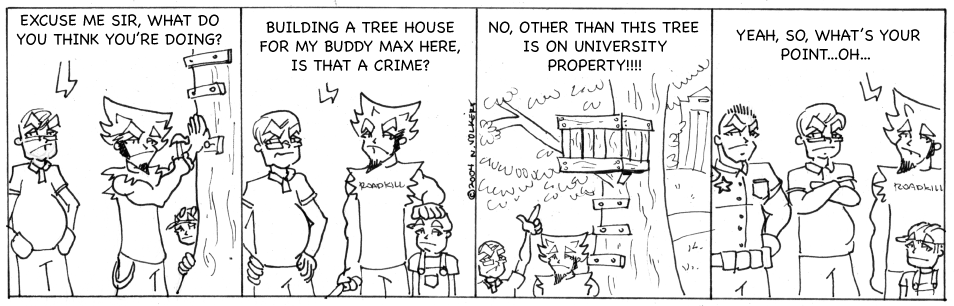 EXCUSE ME SIR, WHAT DO
YOU THINK YOU'RE DOING?
BUILDING A TREE HOUSE
FOR MY BUDDY MAX HERE,
IS THAT A CRIME?
ROADKILL
©2004 N.VOLKERT
NO, OTHER THAN THIS TREE
IS ON UNIVERSITY
PROPERTY!!!!
YEAH, SO, WHAT'S YOUR
POINT...OH...
ROADKILL